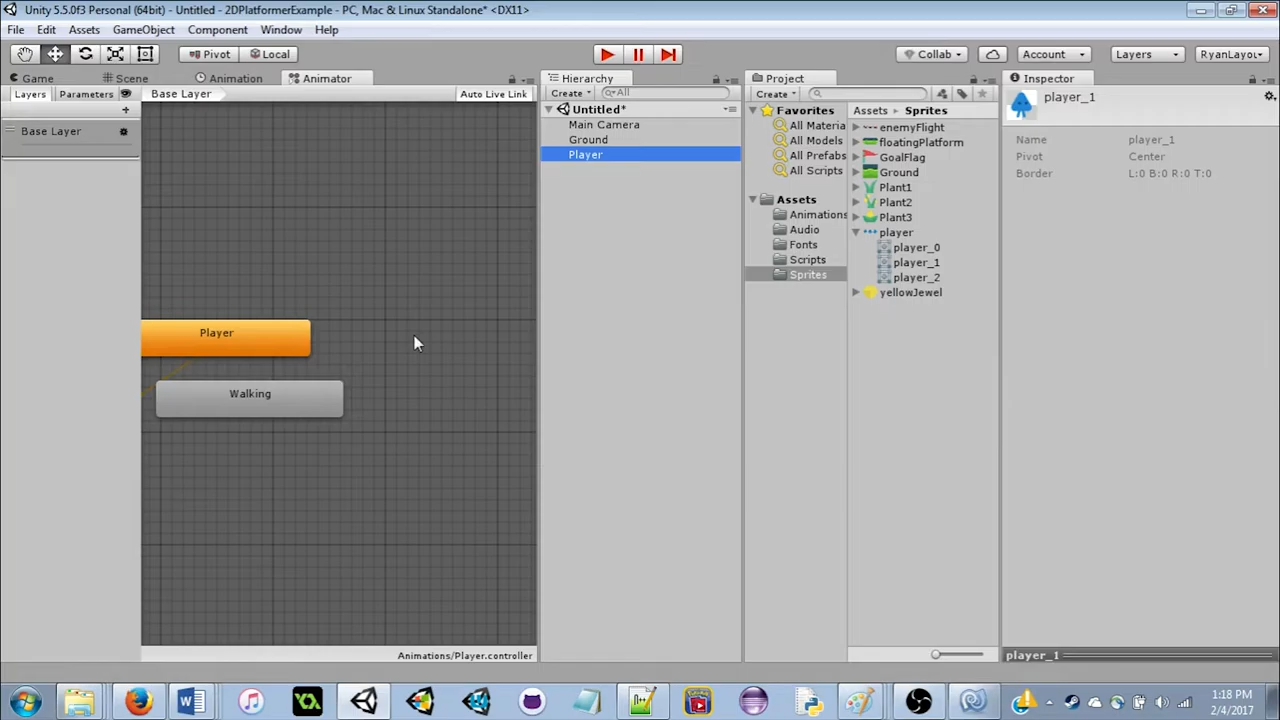 Unity 5.5.0f3 Personal (64bit) - Untitled - 2DPlatformerExample - PC, Mac & Linux Standalone* <DX11>
File Edit Assets GameObject Component Window Help
Pivot Local Collab Account Layers RyanLayou
Game Scene Animation Animator Hierarchy Project Inspector
Layers Parameters Base Layer Auto Live Link
Base Layer
Create All
Untitled*
Main Camera
Ground
Player
Create
Favorites
All Materia
All Models
All Prefabs
All Scripts
Assets
Animations
Audio
Fonts
Scripts
Sprites
Assets Sprites
enemyFlight
floatingPlatform
GoalFlag
Ground
Plant1
Plant2
Plant3
player
player_0
player_1
player_2
yellowJewel
player_1
Name player_1
Pivot Center
Border L:0 B:0 R:0 T:0
Player
Walking
Animations/Player.controller
player_1
1:18 PM
2/4/2017